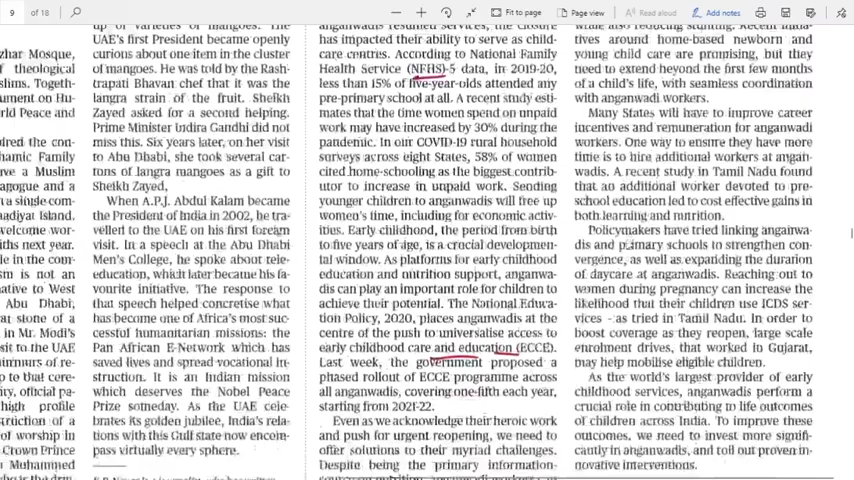 9 of 18 Fit to page Page view Read aloud Add notes
up of varieties of mangoes. The
UAE's first President became openly
curios about one item in the cluster
of mangoes. He was told by the Rash-
trapati Bhavan chef that it was the
langra strain of the fruit. Sheikh
Zayed asked for a second helping.
Prime Minister Indira Gandhi did not
miss this. Six years later, on her visit
to Abu Dhabi, she took several car-
tons of langra mangoes as a gift to
Sheikh Zayed,
When A.P.J. Abdul Kalam became
the President of India in 2002, he tra-
velled to the UAE on his first foreign
visit. In a speech at the Abu Dhabi
Men's College, he spoke about tele-
education, which later became his fa-
vourite initiative. The response to
that speech helped concretise what
has become one of Africa's most suc-
cessful humanitarian missions: the
Pan African E-Network which has
saved lives and spread vocational in-
struction. It is an Indian mission
which deserves the Nobel Peace
Prize someday. As the UAE cele-
brates its golden jubilee, India's rela-
tions with this Gulf state now encom-
pass virtually every sphere.
anganwadis resumed services, the closure
has impacted their ability to serve as child-
care centres. According to National Family
Health Service (NFHS)-5 data, in 2019-20,
less than 15% of five-year-olds attended any
pre-primary school at all. A recent study esti-
mates that the time women spend on unpaid
work may have increased by 30% during the
pandemic. In our COVID-19 rural household
surveys across eight States, 58% of women
cited home-schooling as the biggest contrib-
utor to increase in unpaid work. Sending
younger children to anganwadis will free up
women's time, including for economic activ-
ities. Early childhood, the period from birth
to five years of age, is a crucial developmen-
tal window. As platforms for early childhood
education and nutrition support, anganwa-
dis can play an important role for children to
achieve their potential. The National Educa-
tion Policy, 2020, places anganwadis at the
centre of the push to universalise access to
early childhood care and education (ECCE).
Last week, the government proposed a
phased rollout of ECCE programme across
all anganwadis, covering one-fifth each year,
starting from 2021-22.
Even as we acknowledge their heroic work
and push for urgent reopening, we need to
offer solutions to their myriad challenges.
Despite being the primary information-
tives around home-based newborn and
young child care are promising, but they
need to extend beyond the first few months
of a child's life, with seamless coordination
with anganwadi workers.
Many States will have to improve career
incentives and remuneration for anganwadi
workers. One way to ensure they have more
time is to hire additional workers at angan-
wadis. A recent study in Tamil Nadu found
that an additional worker devoted to pre-
school education led to cost effective gains in
both learning and nutrition.
Policymakers have tried linking anganwa-
dis and primary schools to strengthen con-
vergence, as well as expanding the duration
of daycare at anganwadis. Reaching out to
women during pregnancy can increase the
likelihood that their children use ICDS ser-
vices - as tried in Tamil Nadu. In order to
boost coverage as they reopen, large scale
enrolment drives, that worked in Gujarat,
may help mobilise eligible children.
As the world's largest provider of early
childhood services, anganwadis perform a
crucial role in contributing to life outcomes
of children across India. To improve these
outcomes, we need to invest more signifi-
cantly in anganwadis, and toll out proven in-
novative interventions.